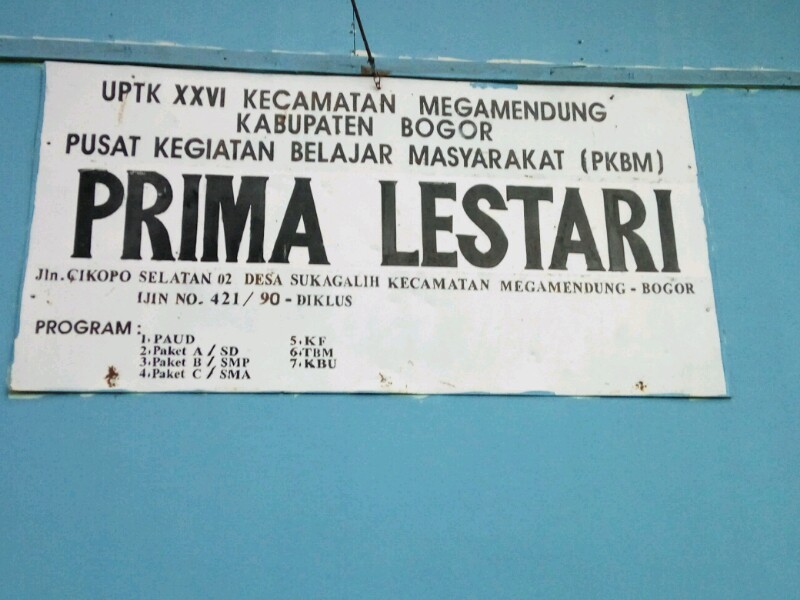 UPTK XXVI KECAMATAN MEGAMENDUNG
KABUPATEN BOGOR
PUSAT KEGIATAN BELAJAR MASYARAKAT (PKBM)
PRIMA LESTARI
Jln. CIKOPO SELATAN 02 DESA SUKAGALIH KECAMATAN MEGAMENDUNG - BOGOR
IJIN NO. 421/90 - DIKLUS
PROGRAM :
1. PAUD
2. Paket A / SD
3. Paket B / SMP
4. Paket C / SMA
5. KF
6. TBM
7. KBU